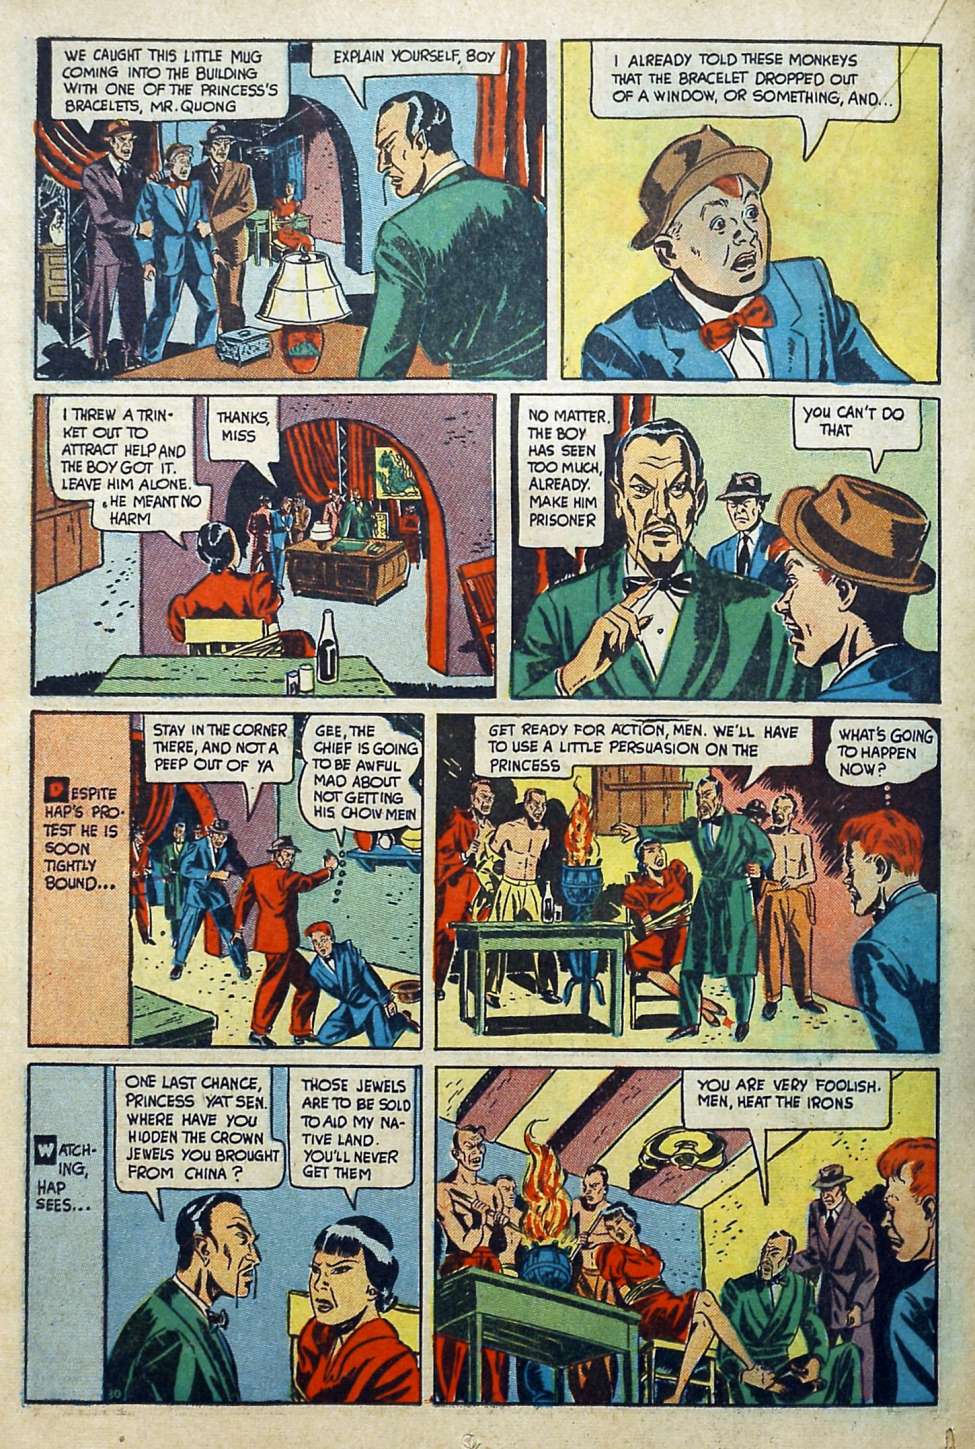 WE CAUGHT THIS LITTLE MUG
COMING INTO THE BUILDING
WITH ONE OF THE PRINCESS'S
BRACELETS, MR. QUONG
EXPLAIN YOURSELF, BOY
I ALREADY TOLD THESE MONKEYS
THAT THE BRACELET DROPPED OUT
OF A WINDOW, OR SOMETHING, AND...
I THREW A TRIN-
KET OUT TO
ATTRACT HELP AND
THE BOY GOT IT.
LEAVE HIM ALONE.
HE MEANT NO
HARM
THANKS,
MISS
NO MATTER.
THE BOY
HAS SEEN
TOO MUCH,
ALREADY.
MAKE HIM
PRISONER
YOU CAN'T DO
THAT
DESPITE
HAP'S PRO-
TEST HE IS
SOON
TIGHTLY
BOUND...
STAY IN THE CORNER
THERE, AND NOT A
PEEP OUT OF YA
GEE, THE
CHIEF IS GOING
TO BE AWFUL
MAD ABOUT
NOT GETTING
HIS CHOW MEIN
GET READY FOR ACTION, MEN. WE'LL HAVE
TO USE A LITTLE PERSUASION ON THE
PRINCESS
WHAT'S GOING
TO HAPPEN
NOW?
WATCH-
ING,
HAP
SEES...
ONE LAST CHANCE,
PRINCESS YAT SEN.
WHERE HAVE YOU
HIDDEN THE CROWN
JEWELS YOU BROUGHT
FROM CHINA?
THOSE JEWELS
ARE TO BE SOLD
TO AID MY NA-
TIVE LAND.
YOU'LL NEVER
GET THEM
10
YOU ARE VERY FOOLISH.
MEN, HEAT THE IRONS